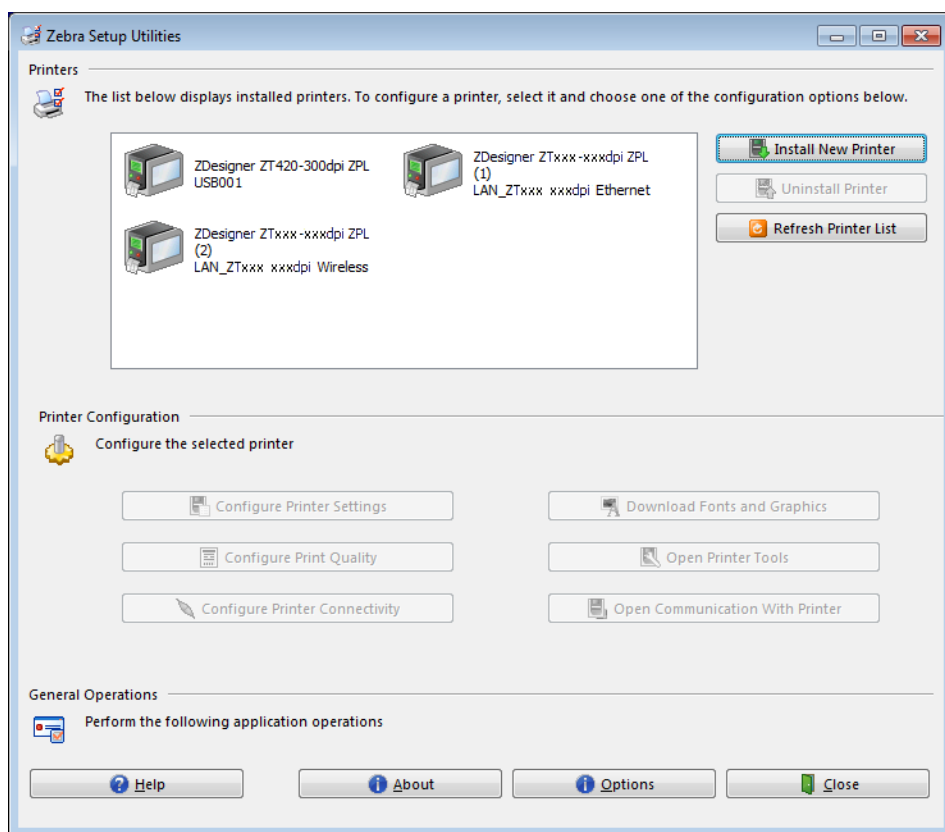 Zebra Setup Utilities
Printers
The list below displays installed printers. To configure a printer, select it and choose one of the configuration options below.
ZDesigner ZT420-300dpi ZPL
USB001
ZDesigner ZTxxx-xxxdpi ZPL
(1)
LAN_ZTxxx xxxdpi Ethernet
ZDesigner ZTxxx-xxxdpi ZPL
(2)
LAN_ZTxxx xxxdpi Wireless
Install New Printer
Uninstall Printer
Refresh Printer List
Printer Configuration
Configure the selected printer
Configure Printer Settings
Download Fonts and Graphics
Configure Print Quality
Open Printer Tools
Configure Printer Connectivity
Open Communication With Printer
General Operations
Perform the following application operations
Help
About
Options
Close